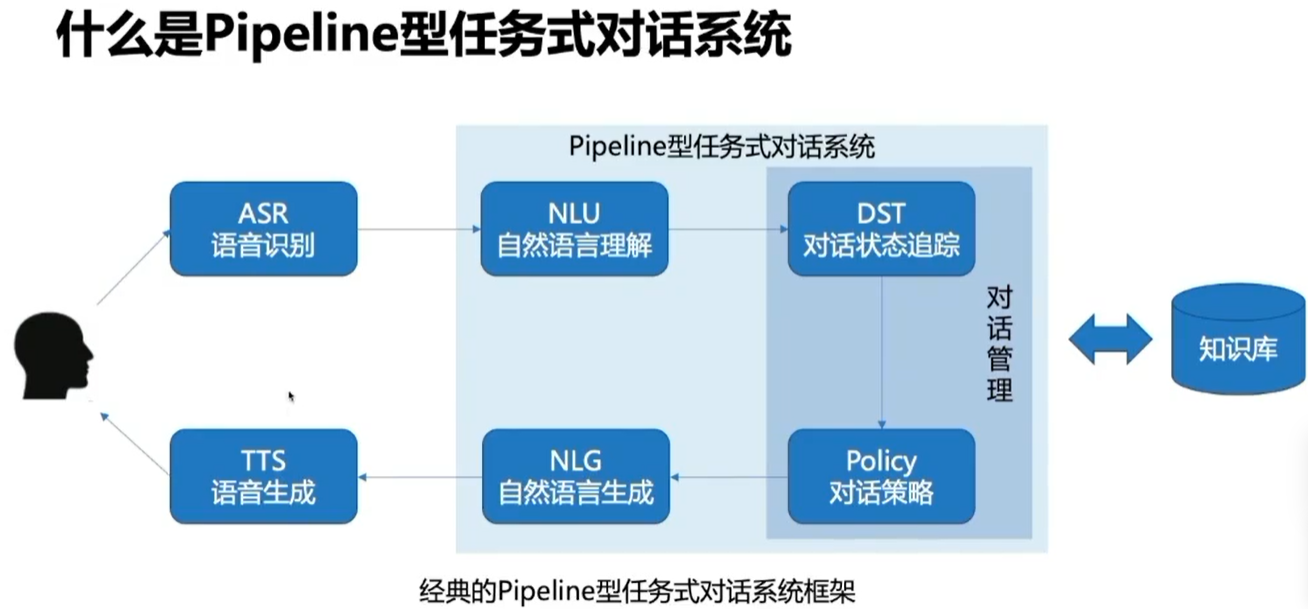 什么是Pipeline型任务式对话系统
Pipeline型任务式对话系统
ASR
语音识别
NLU
自然语言理解
DST
对话状态追踪
对话管理
知识库
TTS
语音生成
NLG
自然语言生成
Policy
对话策略
经典的Pipeline型任务式对话系统框架